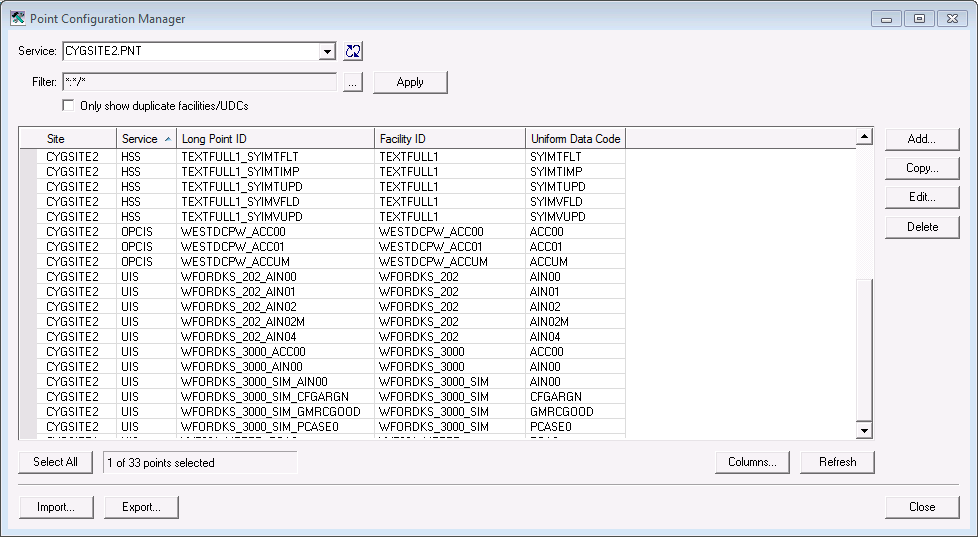 Point Configuration Manager
Service: CYGSITE2.PNT
Filter: *.*/* ... Apply
Only show duplicate facilities/UDCs
Site Service Long Point ID Facility ID Uniform Data Code
CYGSITE2 HSS TEXTFULL1_SYIMTFLT TEXTFULL1 SYIMTFLT
CYGSITE2 HSS TEXTFULL1_SYIMTIMP TEXTFULL1 SYIMTIMP
CYGSITE2 HSS TEXTFULL1_SYIMTUPD TEXTFULL1 SYIMTUPD
CYGSITE2 HSS TEXTFULL1_SYIMVFLD TEXTFULL1 SYIMVFLD
CYGSITE2 HSS TEXTFULL1_SYIMVUPD TEXTFULL1 SYIMVUPD
CYGSITE2 OPCIS WESTDCPW_ACC00 WESTDCPW_ACC00 ACC00
CYGSITE2 OPCIS WESTDCPW_ACC01 WESTDCPW_ACC01 ACC01
CYGSITE2 OPCIS WESTDCPW_ACCUM WESTDCPW_ACCUM ACCUM
CYGSITE2 UIS WFORDKS_202_AIN00 WFORDKS_202 AIN00
CYGSITE2 UIS WFORDKS_202_AIN01 WFORDKS_202 AIN01
CYGSITE2 UIS WFORDKS_202_AIN02 WFORDKS_202 AIN02
CYGSITE2 UIS WFORDKS_202_AIN02M WFORDKS_202 AIN02M
CYGSITE2 UIS WFORDKS_202_AIN04 WFORDKS_202 AIN04
CYGSITE2 UIS WFORDKS_3000_ACC00 WFORDKS_3000 ACC00
CYGSITE2 UIS WFORDKS_3000_AIN00 WFORDKS_3000 AIN00
CYGSITE2 UIS WFORDKS_3000_SIM_AIN00 WFORDKS_3000_SIM AIN00
CYGSITE2 UIS WFORDKS_3000_SIM_CFGARGN WFORDKS_3000_SIM CFGARGN
CYGSITE2 UIS WFORDKS_3000_SIM_GMRCGOOD WFORDKS_3000_SIM GMRCGOOD
CYGSITE2 UIS WFORDKS_3000_SIM_PCASE0 WFORDKS_3000_SIM PCASE0
Add...
Copy...
Edit...
Delete
Select All 1 of 33 points selected Columns... Refresh
Import... Export... Close